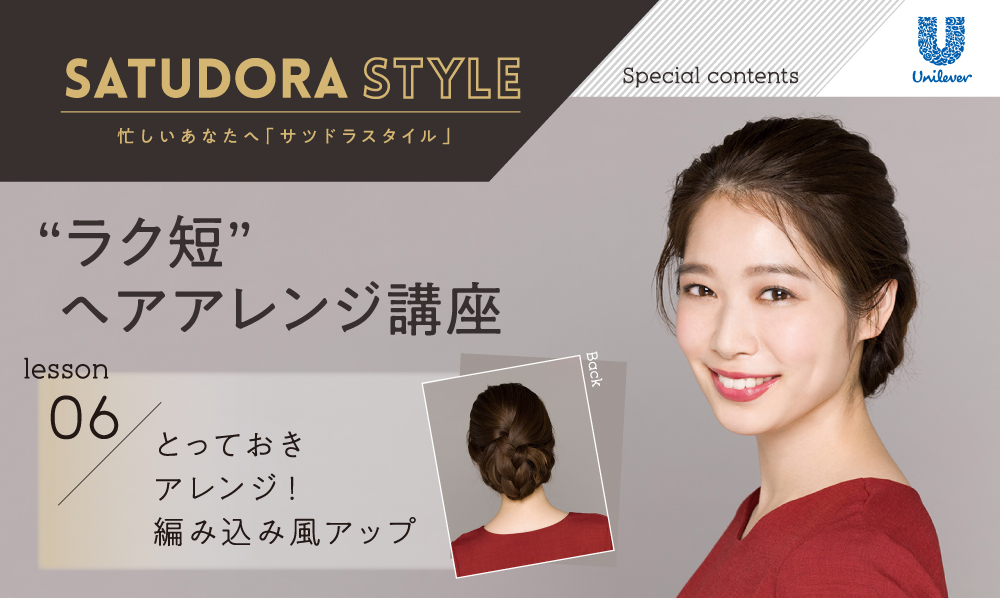 SATUDORA STYLE
忙しいあなたへ「サツドラスタイル」
Special contents
Unilever
“ラク短”
ヘアアレンジ講座
lesson
06
とっておき
アレンジ！
編み込み風アップ
Back